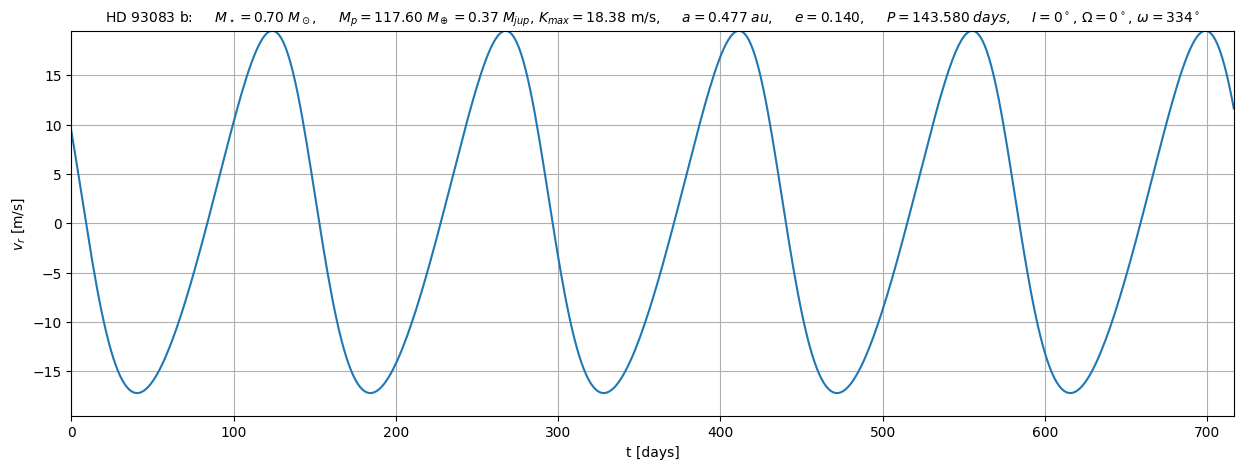 HD 93083 b: M⋆ = 0.70 M⊙, Mp = 117.60 M⊕ = 0.37 Mjup, Kmax = 18.38 m/s, a = 0.477 au, e = 0.140, P = 143.580 days, I = 0°, Ω = 0°, ω = 334°
15
10
5
0
−5
−10
−15
vr [m/s]
0 100 200 300 400 500 600 700
t [days]